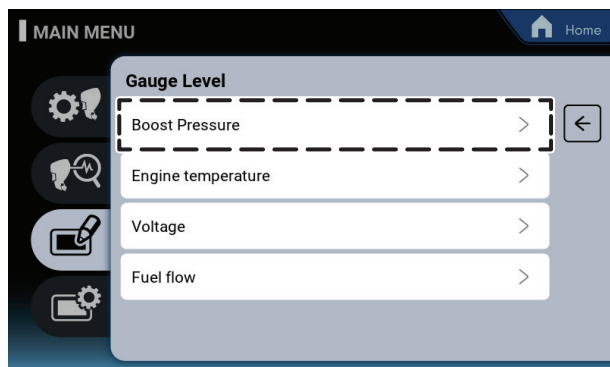 MAIN MENU
Home
Gauge Level
Boost Pressure
Engine temperature
Voltage
Fuel flow